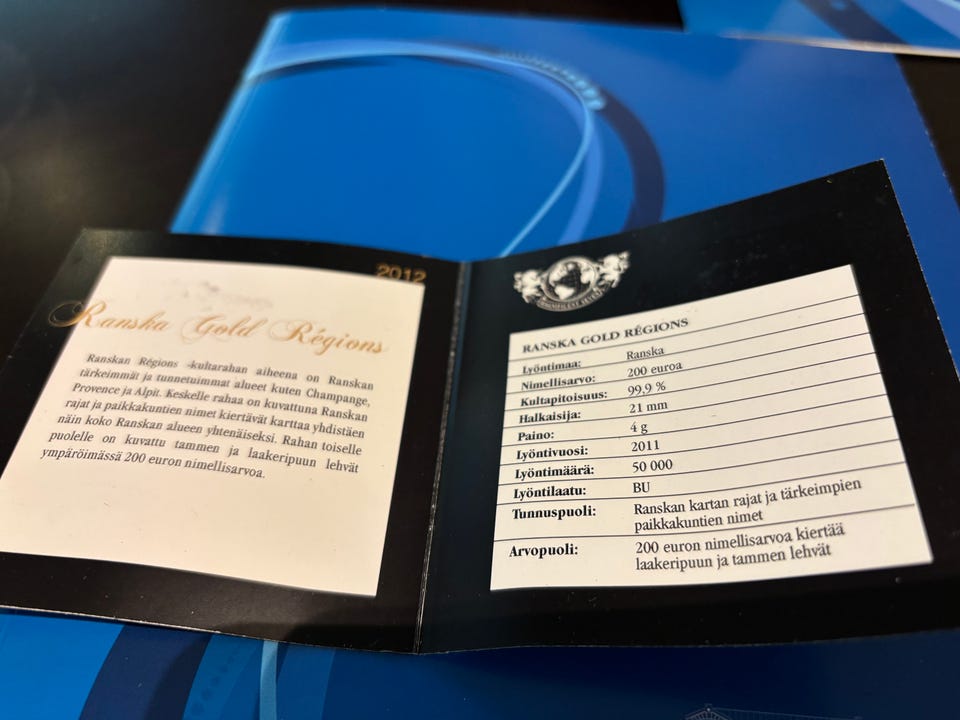 2012
Ranska Gold Régions
Ranskan Régions -kultarahan aiheena on Ranskan
tärkeimmät ja tunnetuimmat alueet kuten Champange,
Provence ja Alpit. Keskelle rahaa on kuvattuna Ranskan
rajat ja paikkakuntien nimet kiertävät karttaa yhdistäen
näin koko Ranskan alueen yhtenäiseksi. Rahan toiselle
puolelle on kuvattu tammen ja laakeripuun lehvät
ympäröimässä 200 euron nimellisarvoa.
RANSKA GOLD RÉGIONS
Lyöntimaa: Ranska
Nimellisarvo: 200 euroa
Kultapitoisuus: 99,9 %
Halkaisija: 21 mm
Paino: 4 g
Lyöntivuosi: 2011
Lyöntimäärä: 50 000
Lyöntilaatu: BU
Tunnuspuoli: Ranskan kartan rajat ja tärkeimpien
paikkakuntien nimet
Arvopuoli: 200 euron nimellisarvoa kiertää
laakeripuun ja tammen lehvät